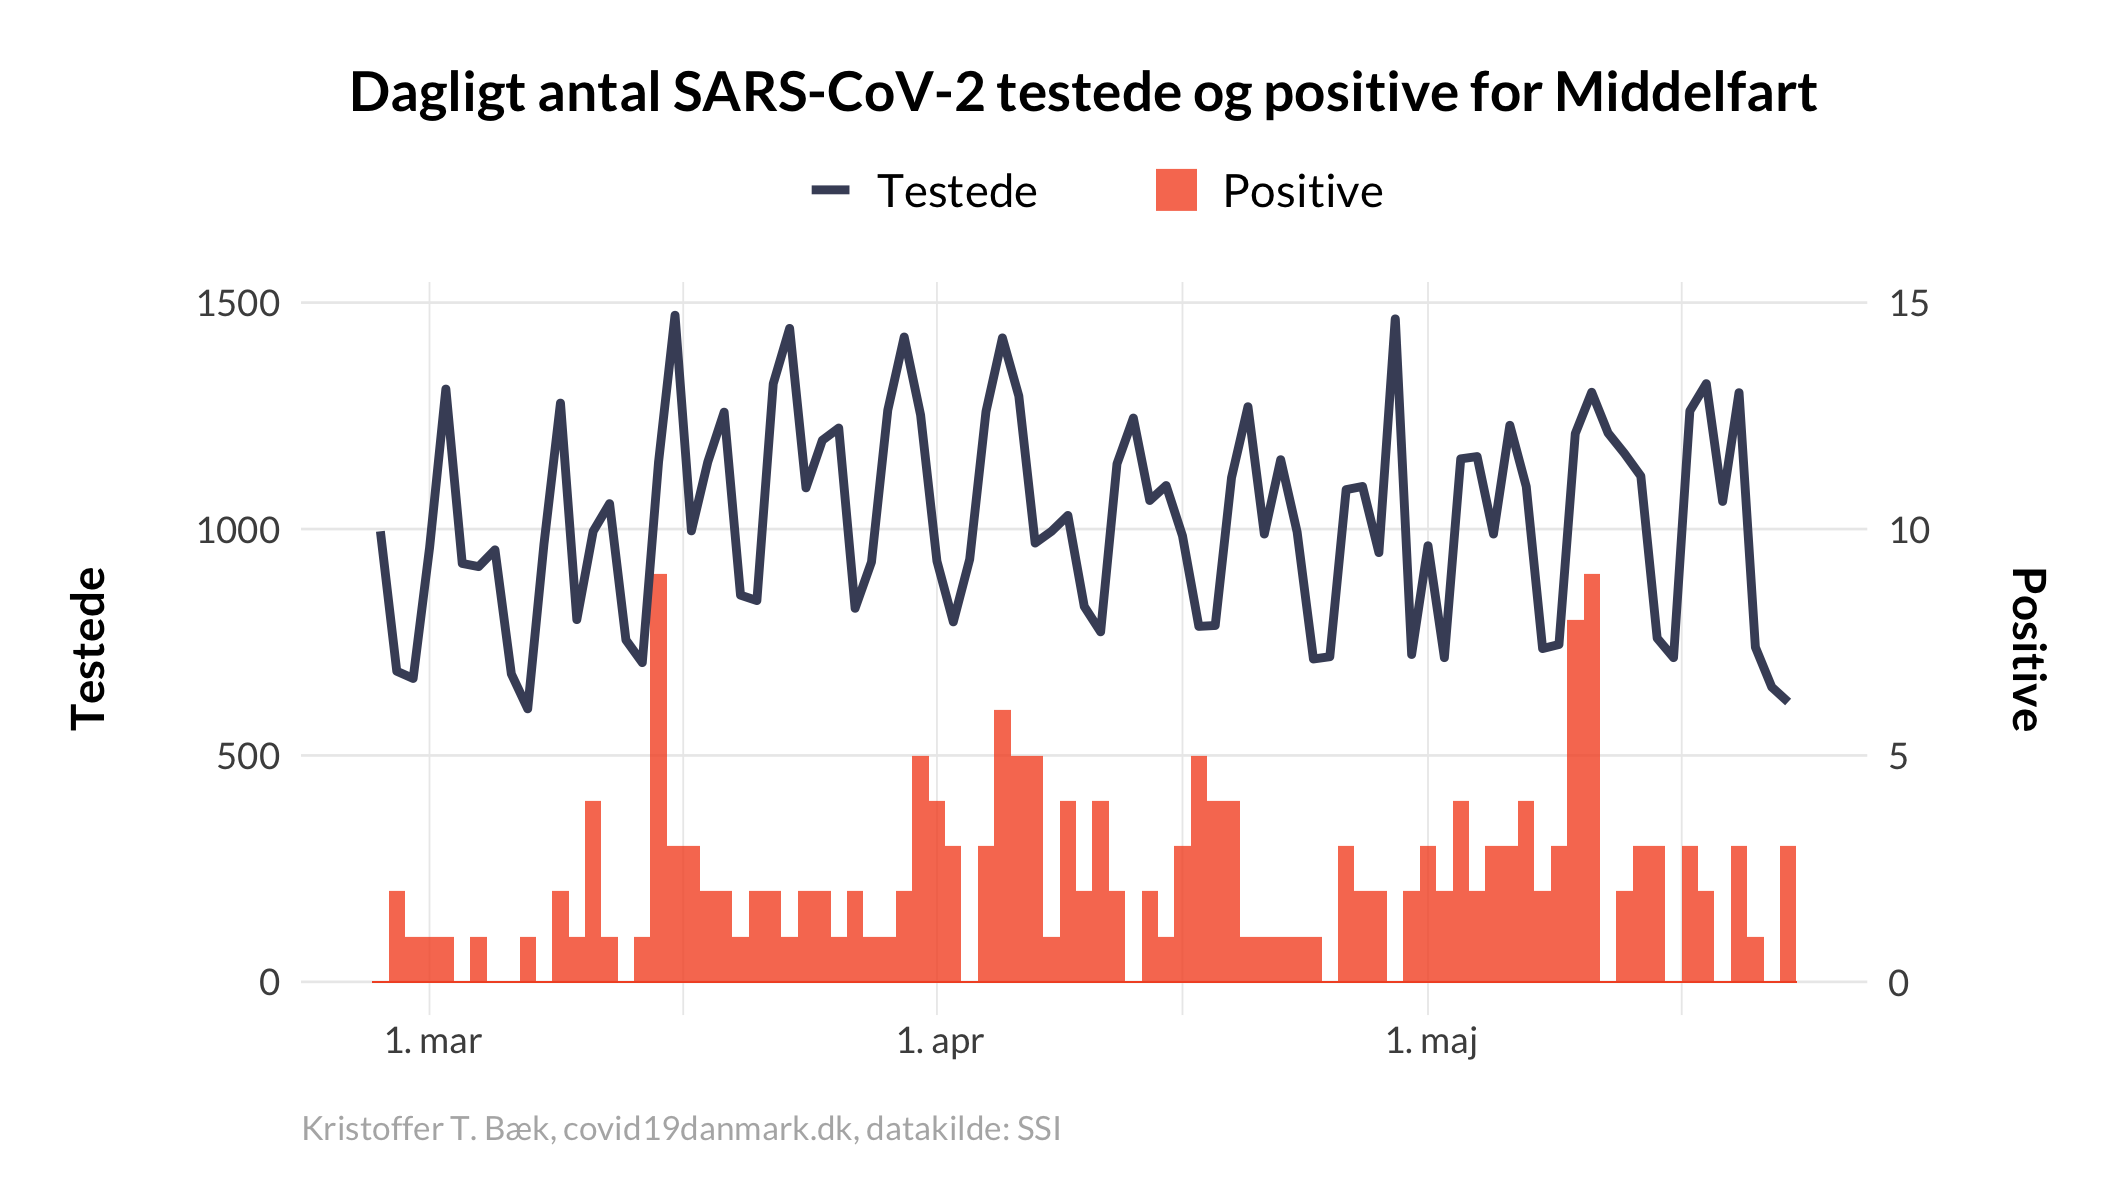 Dagligt antal SARS-CoV-2 testede og positive for Middelfart
Testede
Positive
1500
1000
500
0
Testede
15
10
5
0
Positive
1. mar
1. apr
1. maj
Kristoffer T. Bæk, covid19danmark.dk, datakilde: SSI